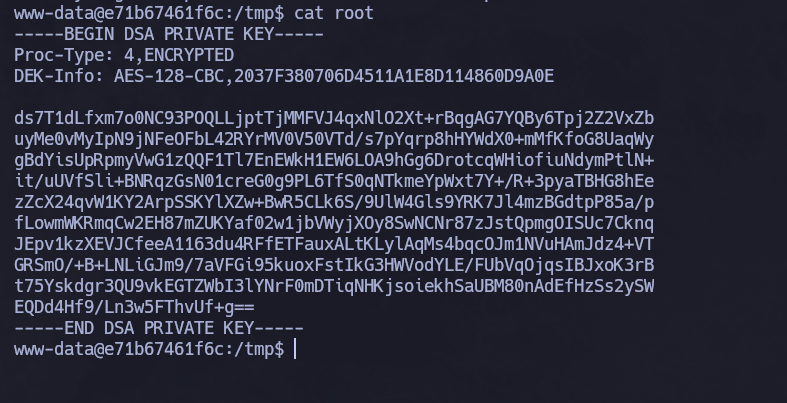 www-data@e71b67461f6c:/tmp$ cat root
-----BEGIN DSA PRIVATE KEY-----
Proc-Type: 4,ENCRYPTED
DEK-Info: AES-128-CBC,2037F380706D4511A1E8D114860D9A0E
ds7T1dLfxm7o0NC93POQLLjptTjMMFVJ4qxNlO2Xt+rBqgAG7YQBy6Tpj2Z2VxZb
uyMe0vMyIpN9jNFeOFbL42RYrMV0V50VTd/s7pYqrp8hHYWdX0+mMfKfoG8UaqWy
gBdYisUpRpmyVwG1zQQF1Tl7EnEWkH1EW6LOA9hGg6DrotcqWHiofiuNdymPtlN+
it/uUVfSli+BNRqzGsN01creG0g9PL6TfS0qNTkmeYpWxt7Y+/R+3pyaTBHG8hEe
zZcX24qvW1KY2ArpSSKYlXZw+BwR5CLk6S/9UlW4Gls9YRK7Jl4mzBGdtpP85a/p
fLowmWKRmqCw2EH87mZUKYaf02w1jbVWyjXOy8SwNCNr87zJstQpmgOISUc7Cknq
JEpv1kzXEVJCfeeA1163du4RFfETFauxALtKLylAqMs4bqcOJm1NVuHAmJdz4+VT
GRSmO/+B+LNLiGJm9/7aVFGi95kuoxFstIkG3HWVodYLE/FUbVqOjqsIBJxoK3rB
t75Yskdgr3QU9vkEGTZWbI3lYNrF0mDTiqNHKjsoiekhSaUBM80nAdEfHzSs2ySW
EQDd4Hf9/Ln3w5FThvUf+g==
-----END DSA PRIVATE KEY-----
www-data@e71b67461f6c:/tmp$